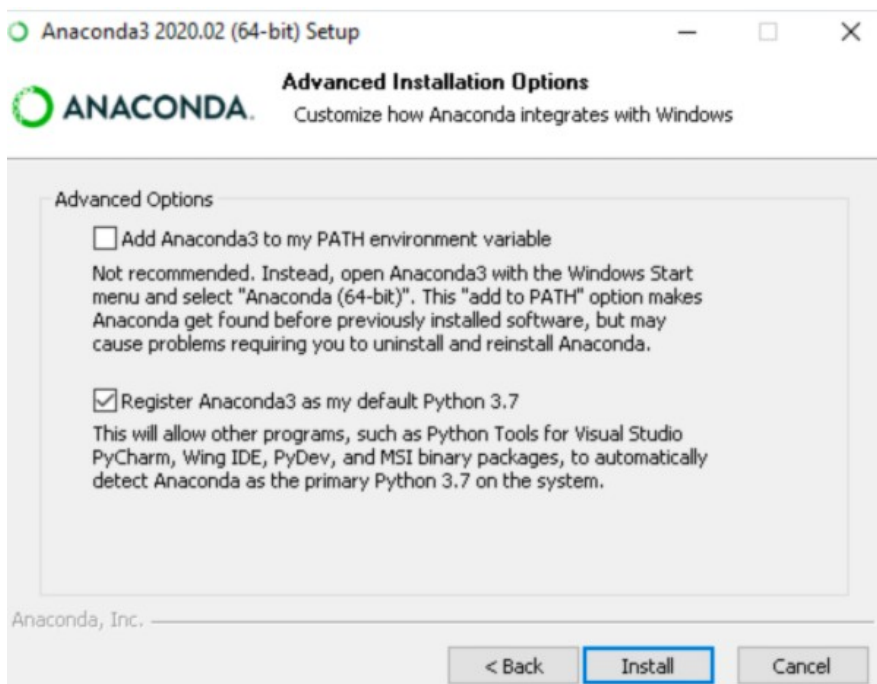 Anaconda3 2020.02 (64-bit) Setup
ANACONDA.
Advanced Installation Options
Customize how Anaconda integrates with Windows
Advanced Options
Add Anaconda3 to my PATH environment variable
Not recommended. Instead, open Anaconda3 with the Windows Start
menu and select "Anaconda (64-bit)". This "add to PATH" option makes
Anaconda get found before previously installed software, but may
cause problems requiring you to uninstall and reinstall Anaconda.
Register Anaconda3 as my default Python 3.7
This will allow other programs, such as Python Tools for Visual Studio
PyCharm, Wing IDE, PyDev, and MSI binary packages, to automatically
detect Anaconda as the primary Python 3.7 on the system.
Anaconda, Inc.
< Back
Install
Cancel